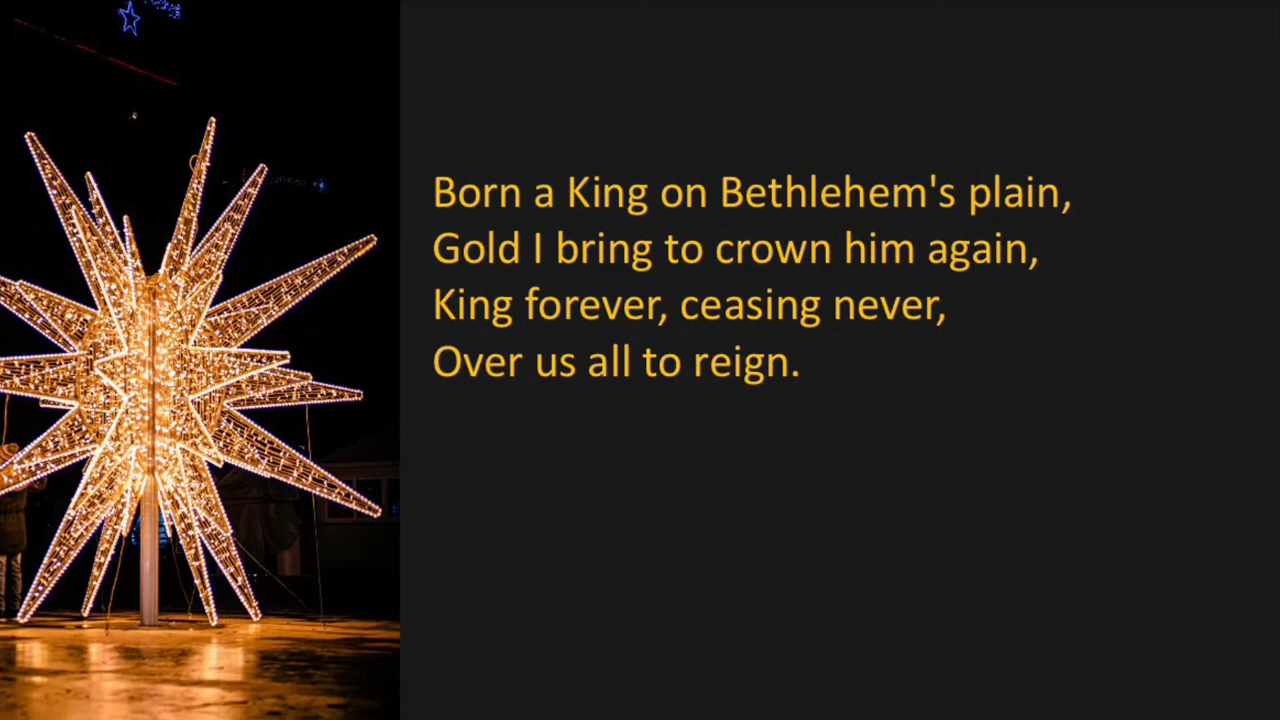 Born a King on Bethlehem's plain,
Gold I bring to crown him again,
King forever, ceasing never,
Over us all to reign.